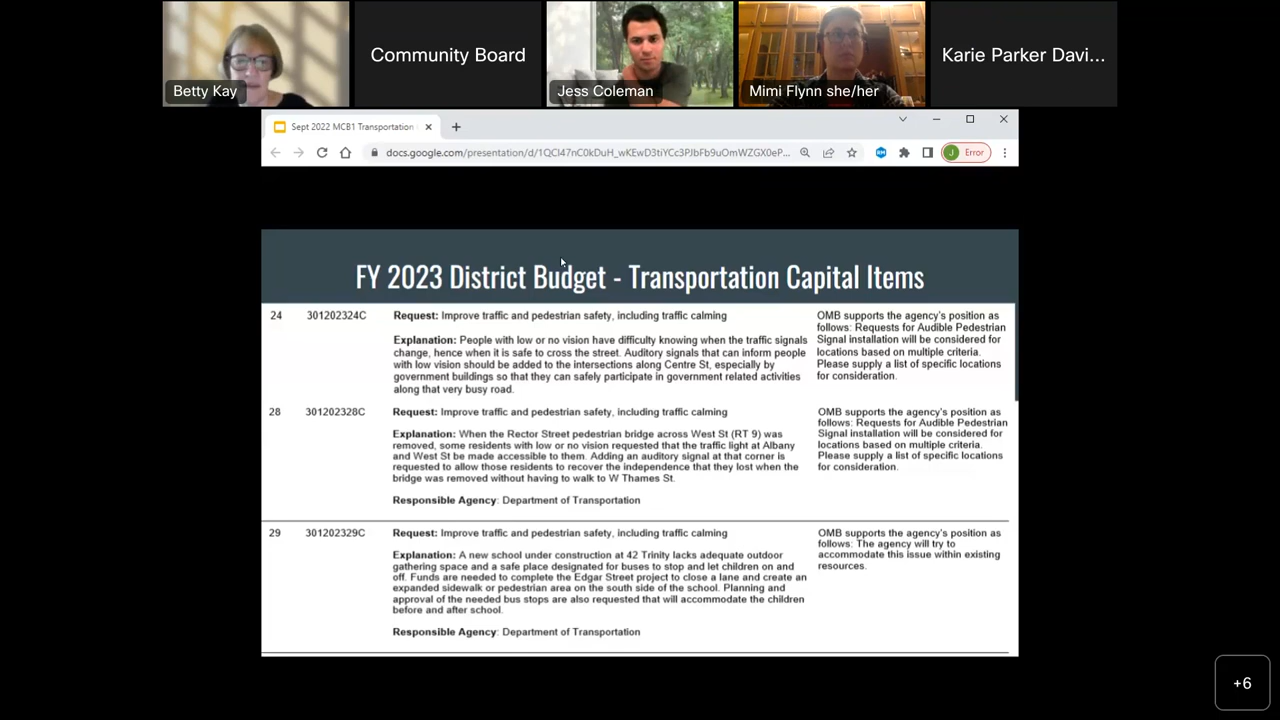 Betty Kay
Community Board
Jess Coleman
Mimi Flynn she/her
Karie Parker Davi...
Sept 2022 MCB1 Transportation
docs.google.com/presentation/d/1QCl47nC0kDuH_wKEwD3tiYCc3PJbFb9uOmWZGX0eP...
J Error
FY 2023 District Budget - Transportation Capital Items
24 301202324C Request: Improve traffic and pedestrian safety, including traffic calming
Explanation: People with low or no vision have difficulty knowing when the traffic signals
change, hence when it is safe to cross the street. Auditory signals that can inform people
with low vision should be added to the intersections along Centre St, especially by
government buildings so that they can safely participate in government related activities
along that very busy road.
OMB supports the agency's position as
follows: Requests for Audible Pedestrian
Signal installation will be considered for
locations based on multiple criteria.
Please supply a list of specific locations
for consideration.
28 301202328C Request: Improve traffic and pedestrian safety, including traffic calming
Explanation: When the Rector Street pedestrian bridge across West St (RT 9) was
removed, some residents with low or no vision requested that the traffic light at Albany
and West St be made accessible to them. Adding an auditory signal at that corner is
requested to allow those residents to recover the independence that they lost when the
bridge was removed without having to walk to W Thames St.
Responsible Agency: Department of Transportation
OMB supports the agency's position as
follows: Requests for Audible Pedestrian
Signal installation will be considered for
locations based on multiple criteria.
Please supply a list of specific locations
for consideration.
29 301202329C Request: Improve traffic and pedestrian safety, including traffic calming
Explanation: A new school under construction at 42 Trinity lacks adequate outdoor
gathering space and a safe place designated for buses to stop and let children on and
off. Funds are needed to complete the Edgar Street project to close a lane and create an
expanded sidewalk or pedestrian area on the south side of the school. Planning and
approval of the needed bus stops are also requested that will accommodate the children
before and after school.
Responsible Agency: Department of Transportation
OMB supports the agency's position as
follows: The agency will try to
accommodate this issue within existing
resources.
+6